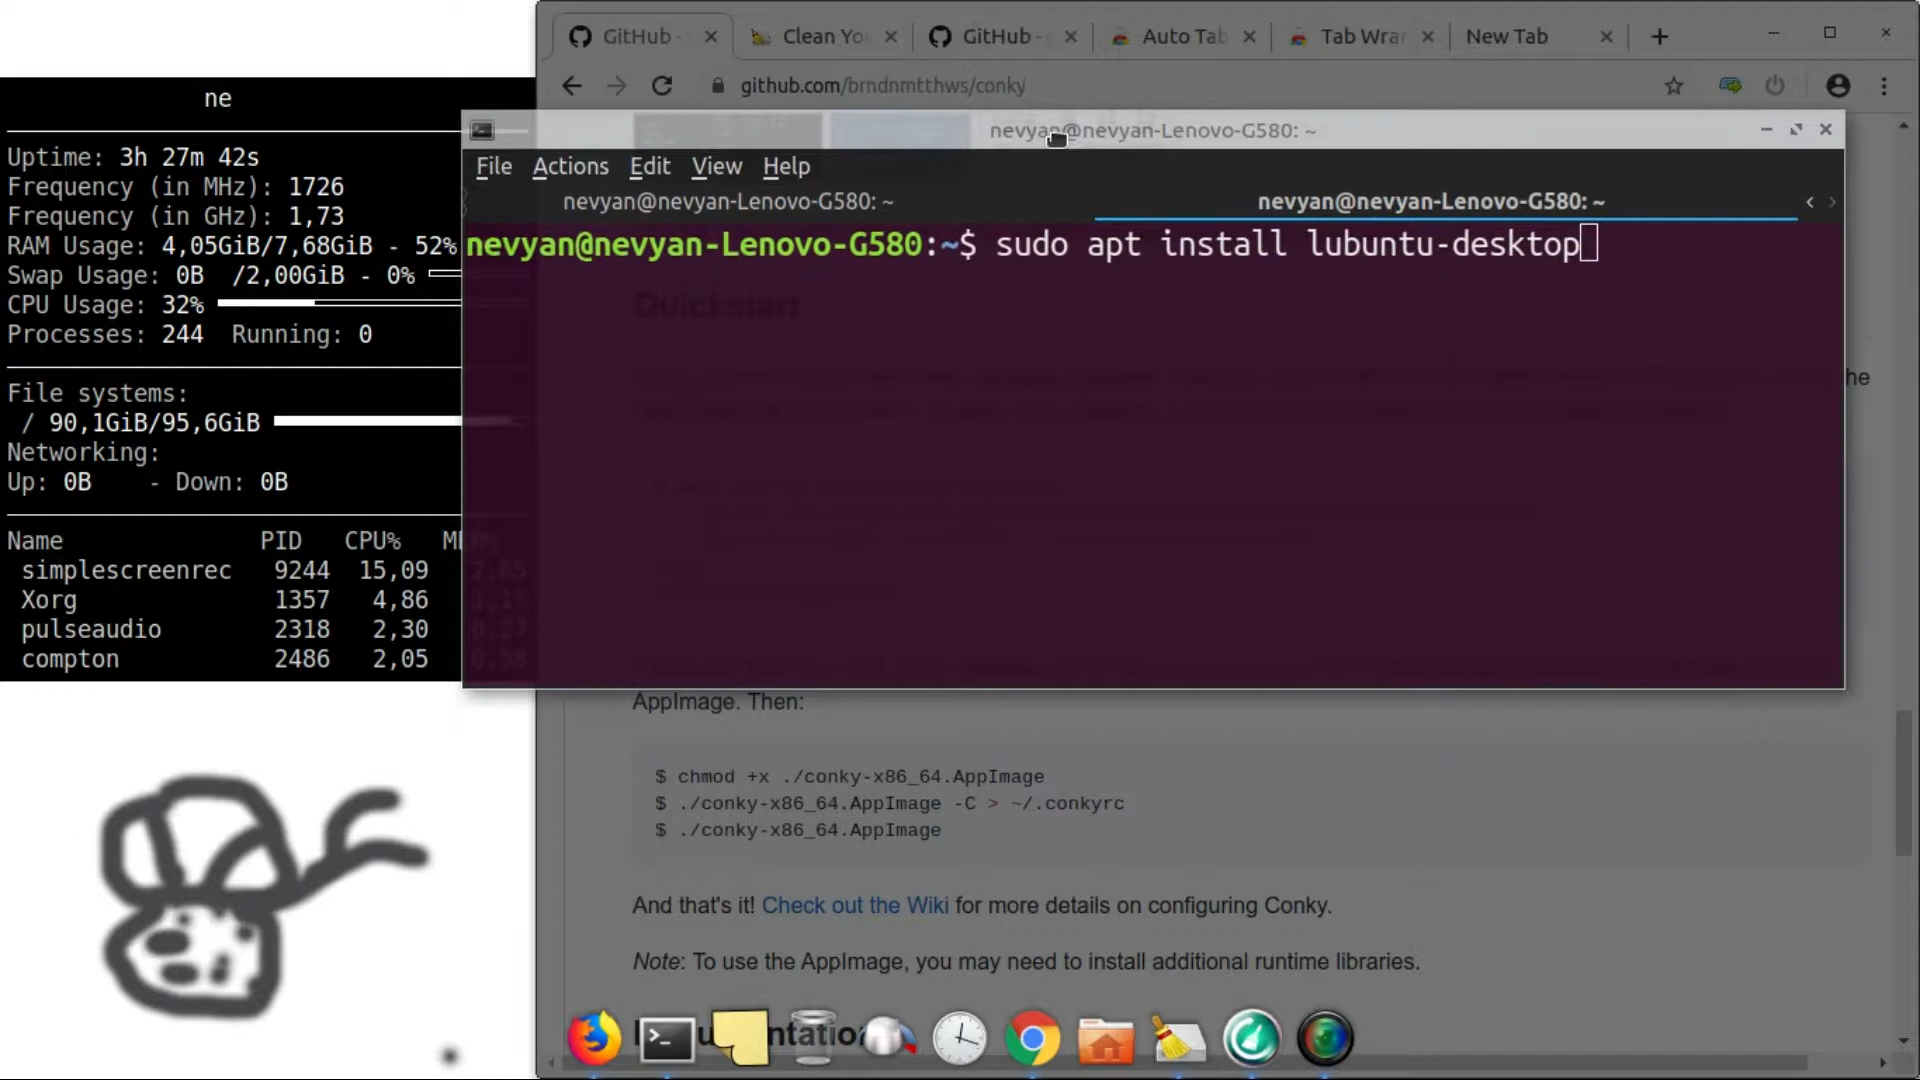 GitHub -
Clean Yo
GitHub -
Auto Tab
Tab Wra
New Tab
github.com/brndnmtthws/conky
ne
Uptime: 3h 27m 42s
Frequency (in MHz): 1726
Frequency (in GHz): 1,73
RAM Usage: 4,05GiB/7,68GiB - 52%
Swap Usage: 0B /2,00GiB - 0%
CPU Usage: 32%
Processes: 244 Running: 0
File systems:
/ 90,1GiB/95,6GiB
Networking:
Up: 0B - Down: 0B
Name PID CPU%
simplescreenrec 9244 15,09
Xorg 1357 4,86
pulseaudio 2318 2,30
compton 2486 2,05
nevyan@nevyan-Lenovo-G580: ~
File Actions Edit View Help
nevyan@nevyan-Lenovo-G580: ~
nevyan@nevyan-Lenovo-G580: ~
nevyan@nevyan-Lenovo-G580:~$ sudo apt install lubuntu-desktop
Quickstart
he
AppImage. Then:
$ chmod +x ./conky-x86_64.AppImage
$ ./conky-x86_64.AppImage -C > ~/.conkyrc
$ ./conky-x86_64.AppImage
And that's it! Check out the Wiki for more details on configuring Conky.
Note: To use the AppImage, you may need to install additional runtime libraries.